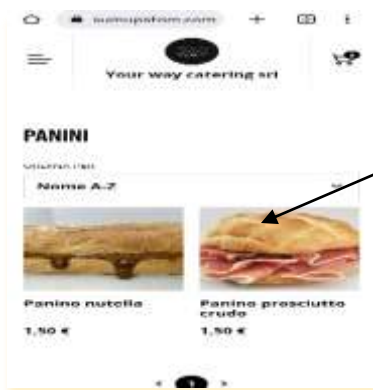 Your way catering srl
PANINI
Nome A-Z
Panino nutella
Panino prosciutto
crudo
1,50 €
1,50 €
1